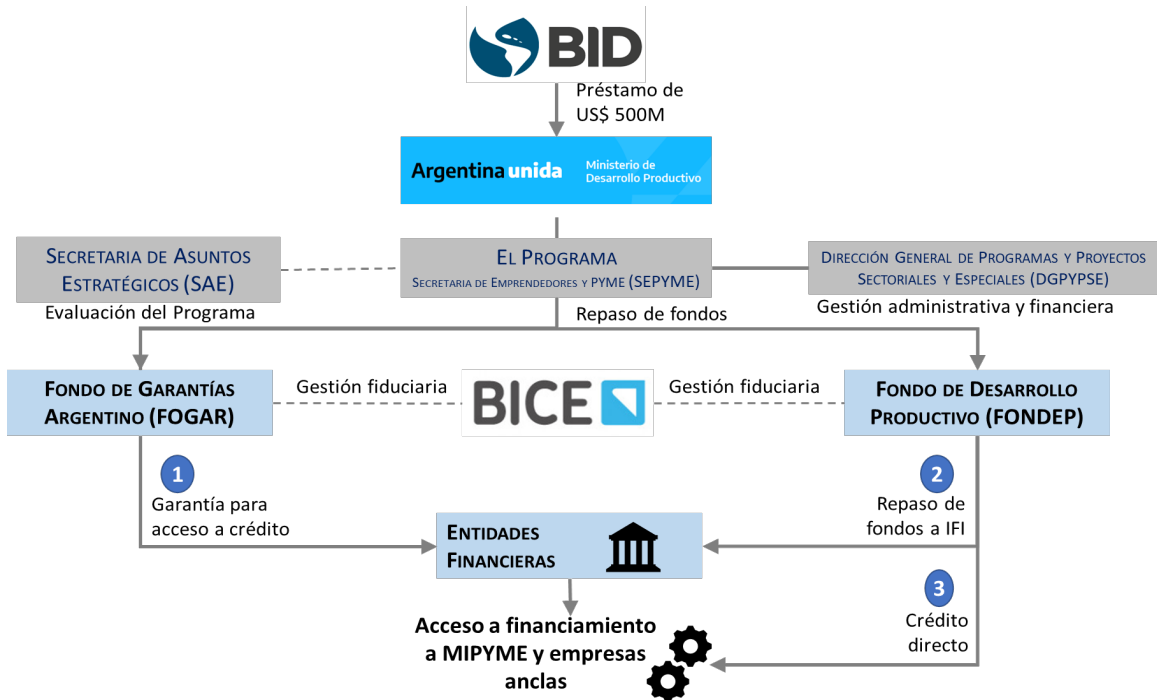 BID
Préstamo de
US$ 500M
Argentina unida
Ministerio de
Desarrollo Productivo
SECRETARIA DE ASUNTOS
ESTRATÉGICOS (SAE)
Evaluación del Programa
EL PROGRAMA
SECRETARIA DE EMPRENDEDORES Y PYME (SEPYME)
DIRECCIÓN GENERAL DE PROGRAMAS Y PROYECTOS
SECTORIALES Y ESPECIALES (DGPYPSE)
Gestión administrativa y financiera
Repaso de fondos
FONDO DE GARANTÍAS
ARGENTINO (FOGAR)
Gestión fiduciaria
BICE
Gestión fiduciaria
FONDO DE DESARROLLO
PRODUCTIVO (FONDEP)
1
Garantía para
acceso a crédito
2
Repaso de
fondos a IFI
ENTIDADES
FINANCIERAS
3
Crédito
directo
Acceso a financiamiento
a MIPYME y empresas
anclas